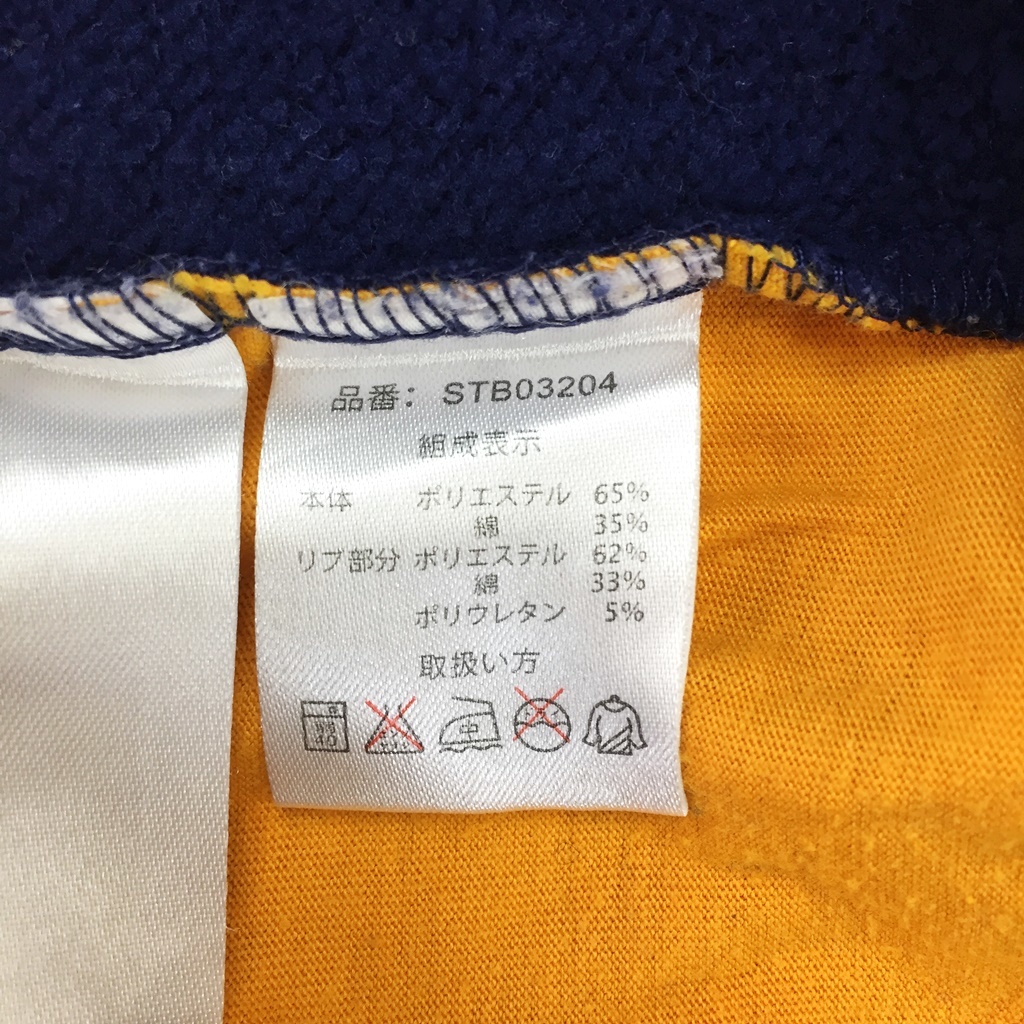 品番: STB03204
組成表示
本体 ポリエステル 65%
綿 35%
リブ部分 ポリエステル 62%
綿 33%
ポリウレタン 5%
取扱い方
中